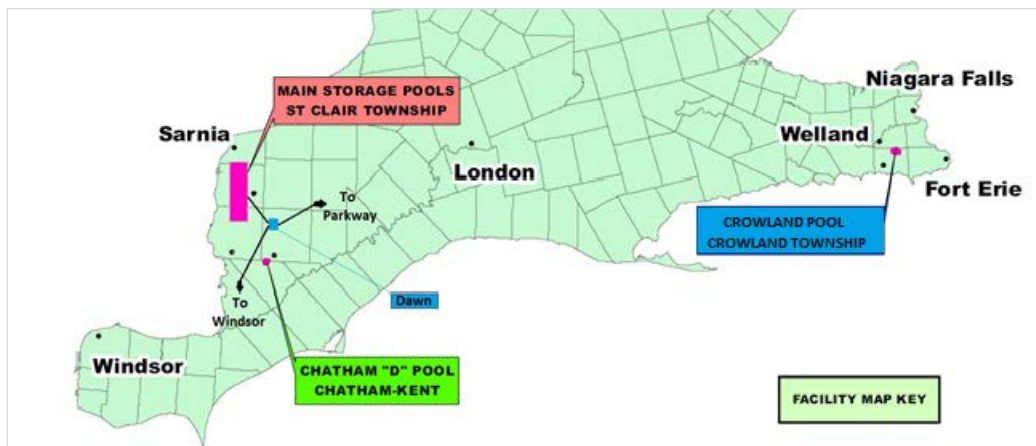 MAIN STORAGE POOLS
ST CLAIR TOWNSHIP
Niagara Falls
Sarnia
Welland
London
To
Parkway
Fort Erie
CROWLAND POOL
CROWLAND TOWNSHIP
Dawn
To
Windsor
Windsor
CHATHAM "D" POOL
CHATHAM-KENT
FACILITY MAP KEY